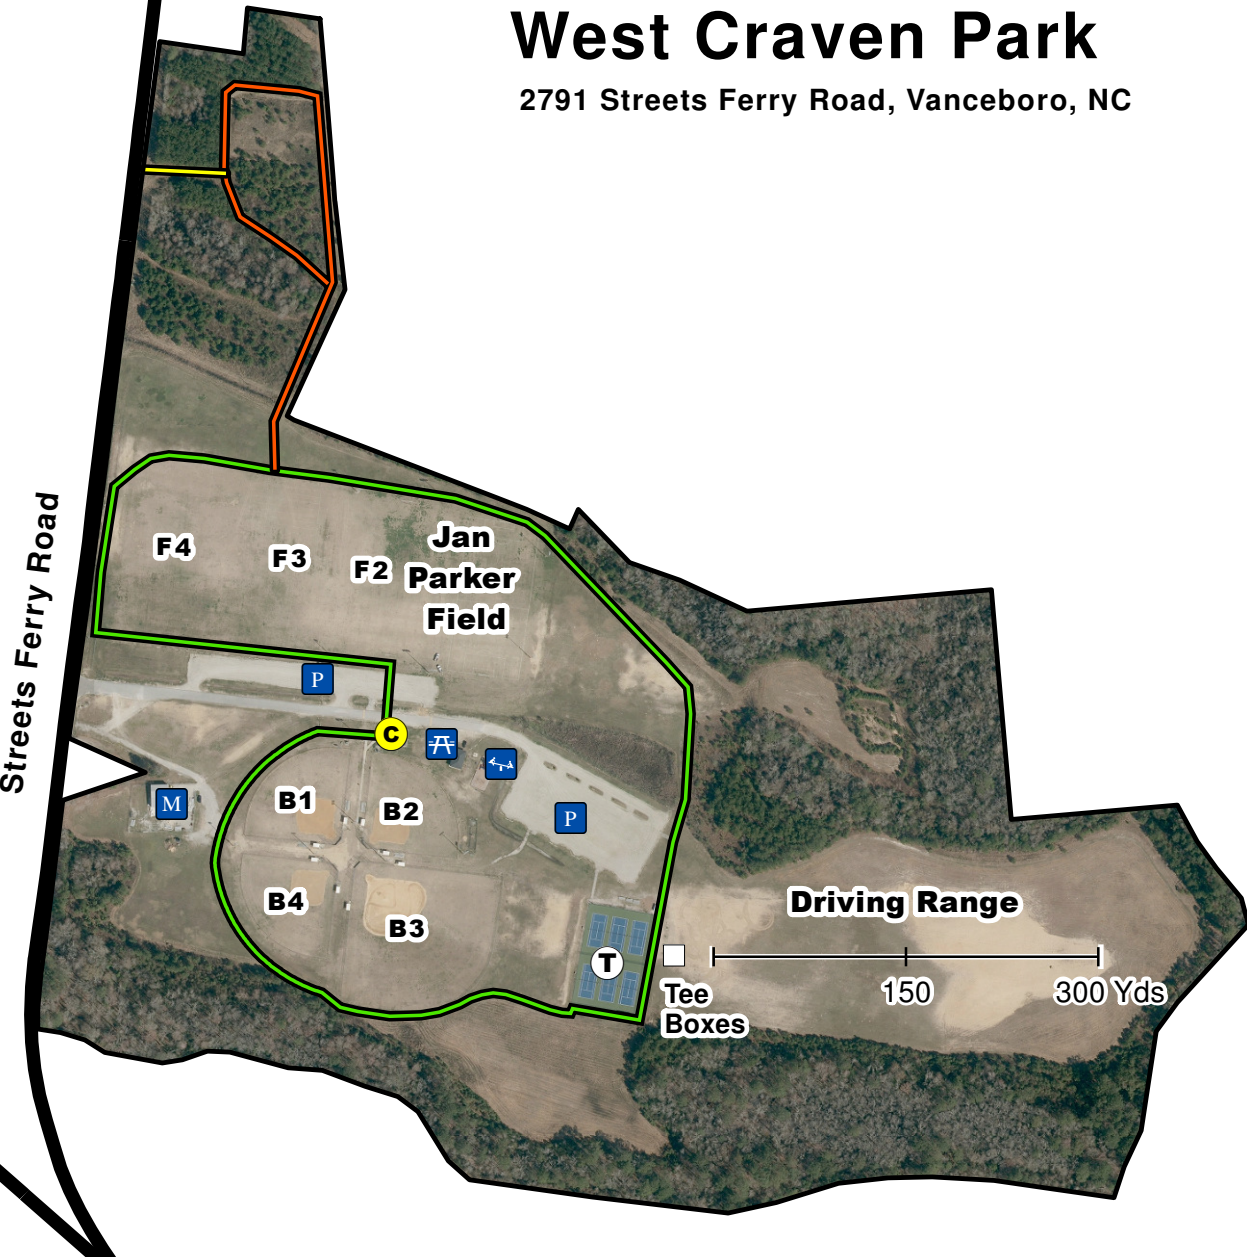 West Craven Park
2791 Streets Ferry Road, Vanceboro, NC
Streets Ferry Road
F4
F3
F2
Jan
Parker
Field
P
C
M
P
B1
B2
B4
B3
T
Driving Range
150
300 Yds
Tee
Boxes